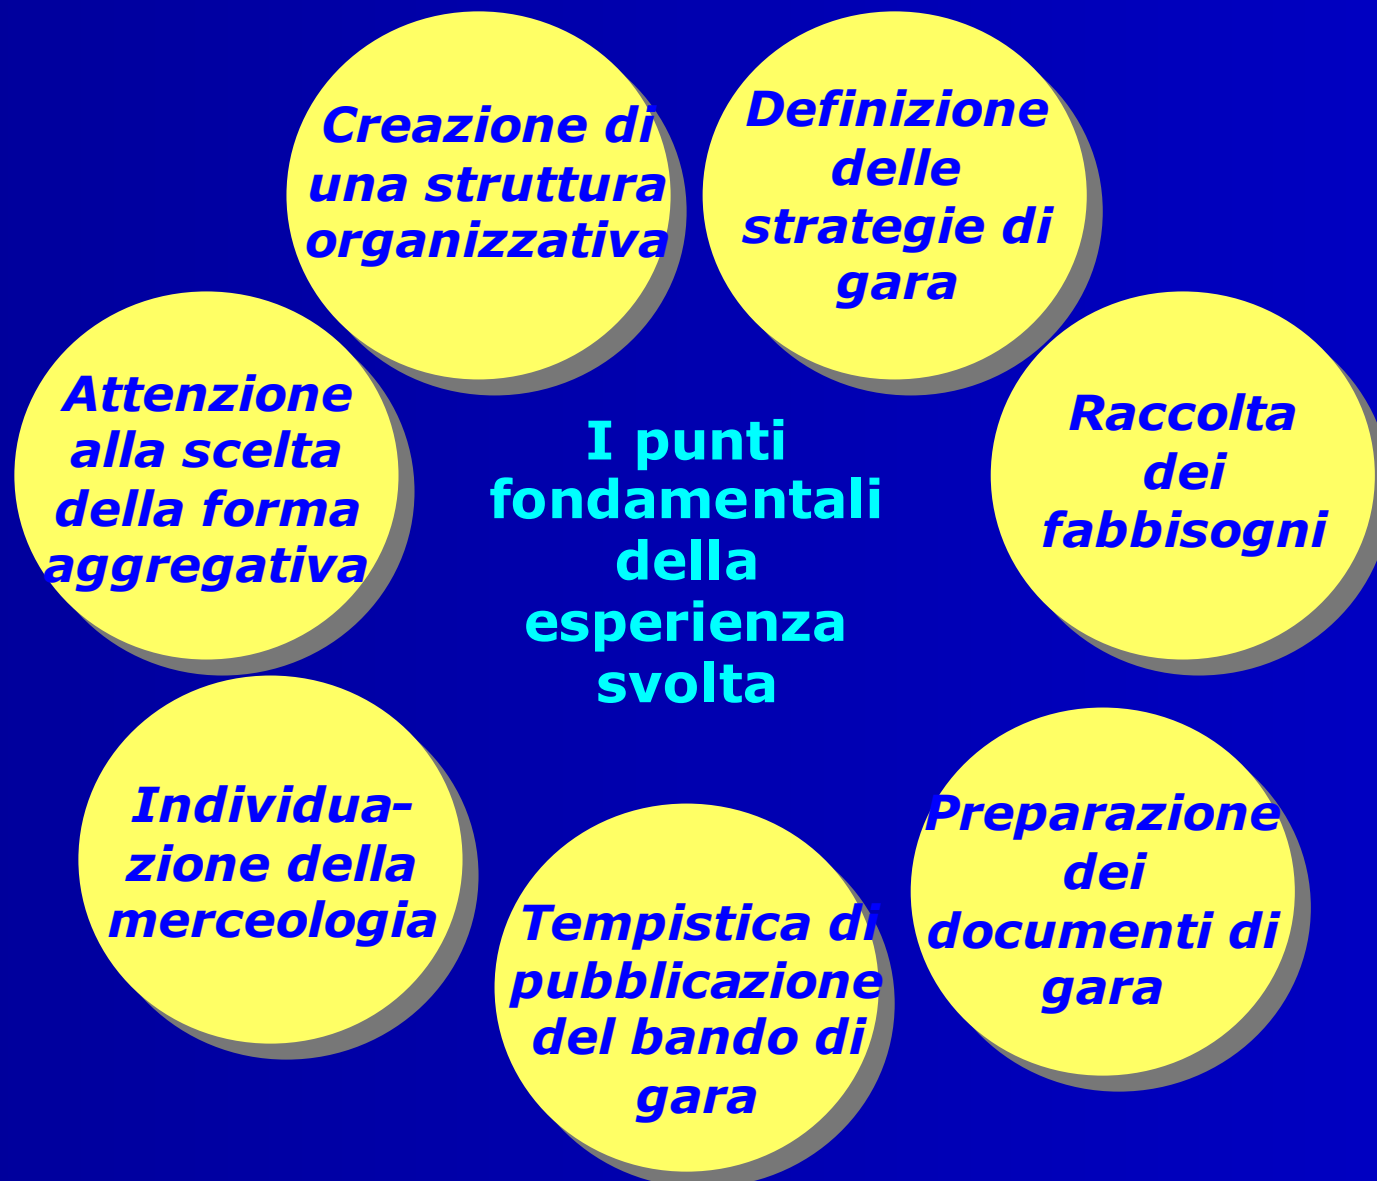 Creazione di
una struttura
organizzativa
Definizione
delle
strategie di
gara
Attenzione
alla scelta
della forma
aggregativa
I punti
fondamentali
della
esperienza
svolta
Raccolta
dei
fabbisogni
Individua-
zione della
merceologia
Tempistica di
pubblicazione
del bando di
gara
Preparazione
dei
documenti di
gara